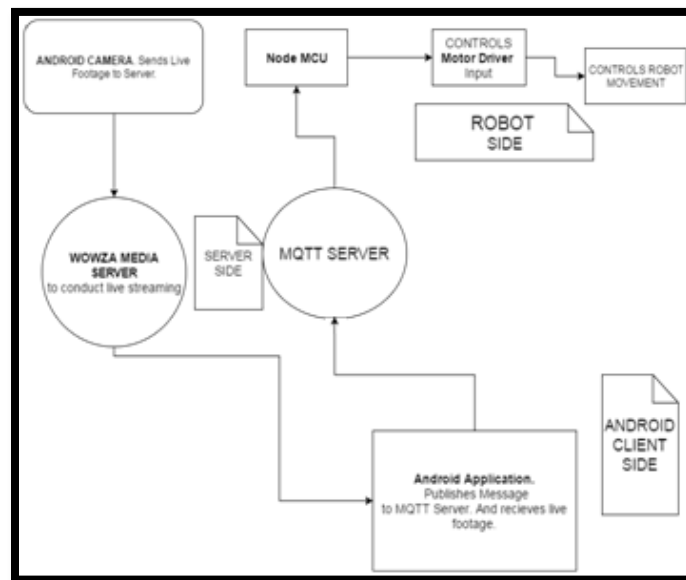 ANDROID CAMERA. Sends Live
Footage to Server.
Node MCU
CONTROLS
Motor Driver
Input
CONTROLS ROBOT
MOVEMENT
ROBOT
SIDE
WOWZA MEDIA
SERVER
to conduct live streaming
SERVER
SIDE
MQTT SERVER
ANDROID
CLIENT
SIDE
Android Application.
Publishes Message
to MQTT Server. And recieves live
footage.